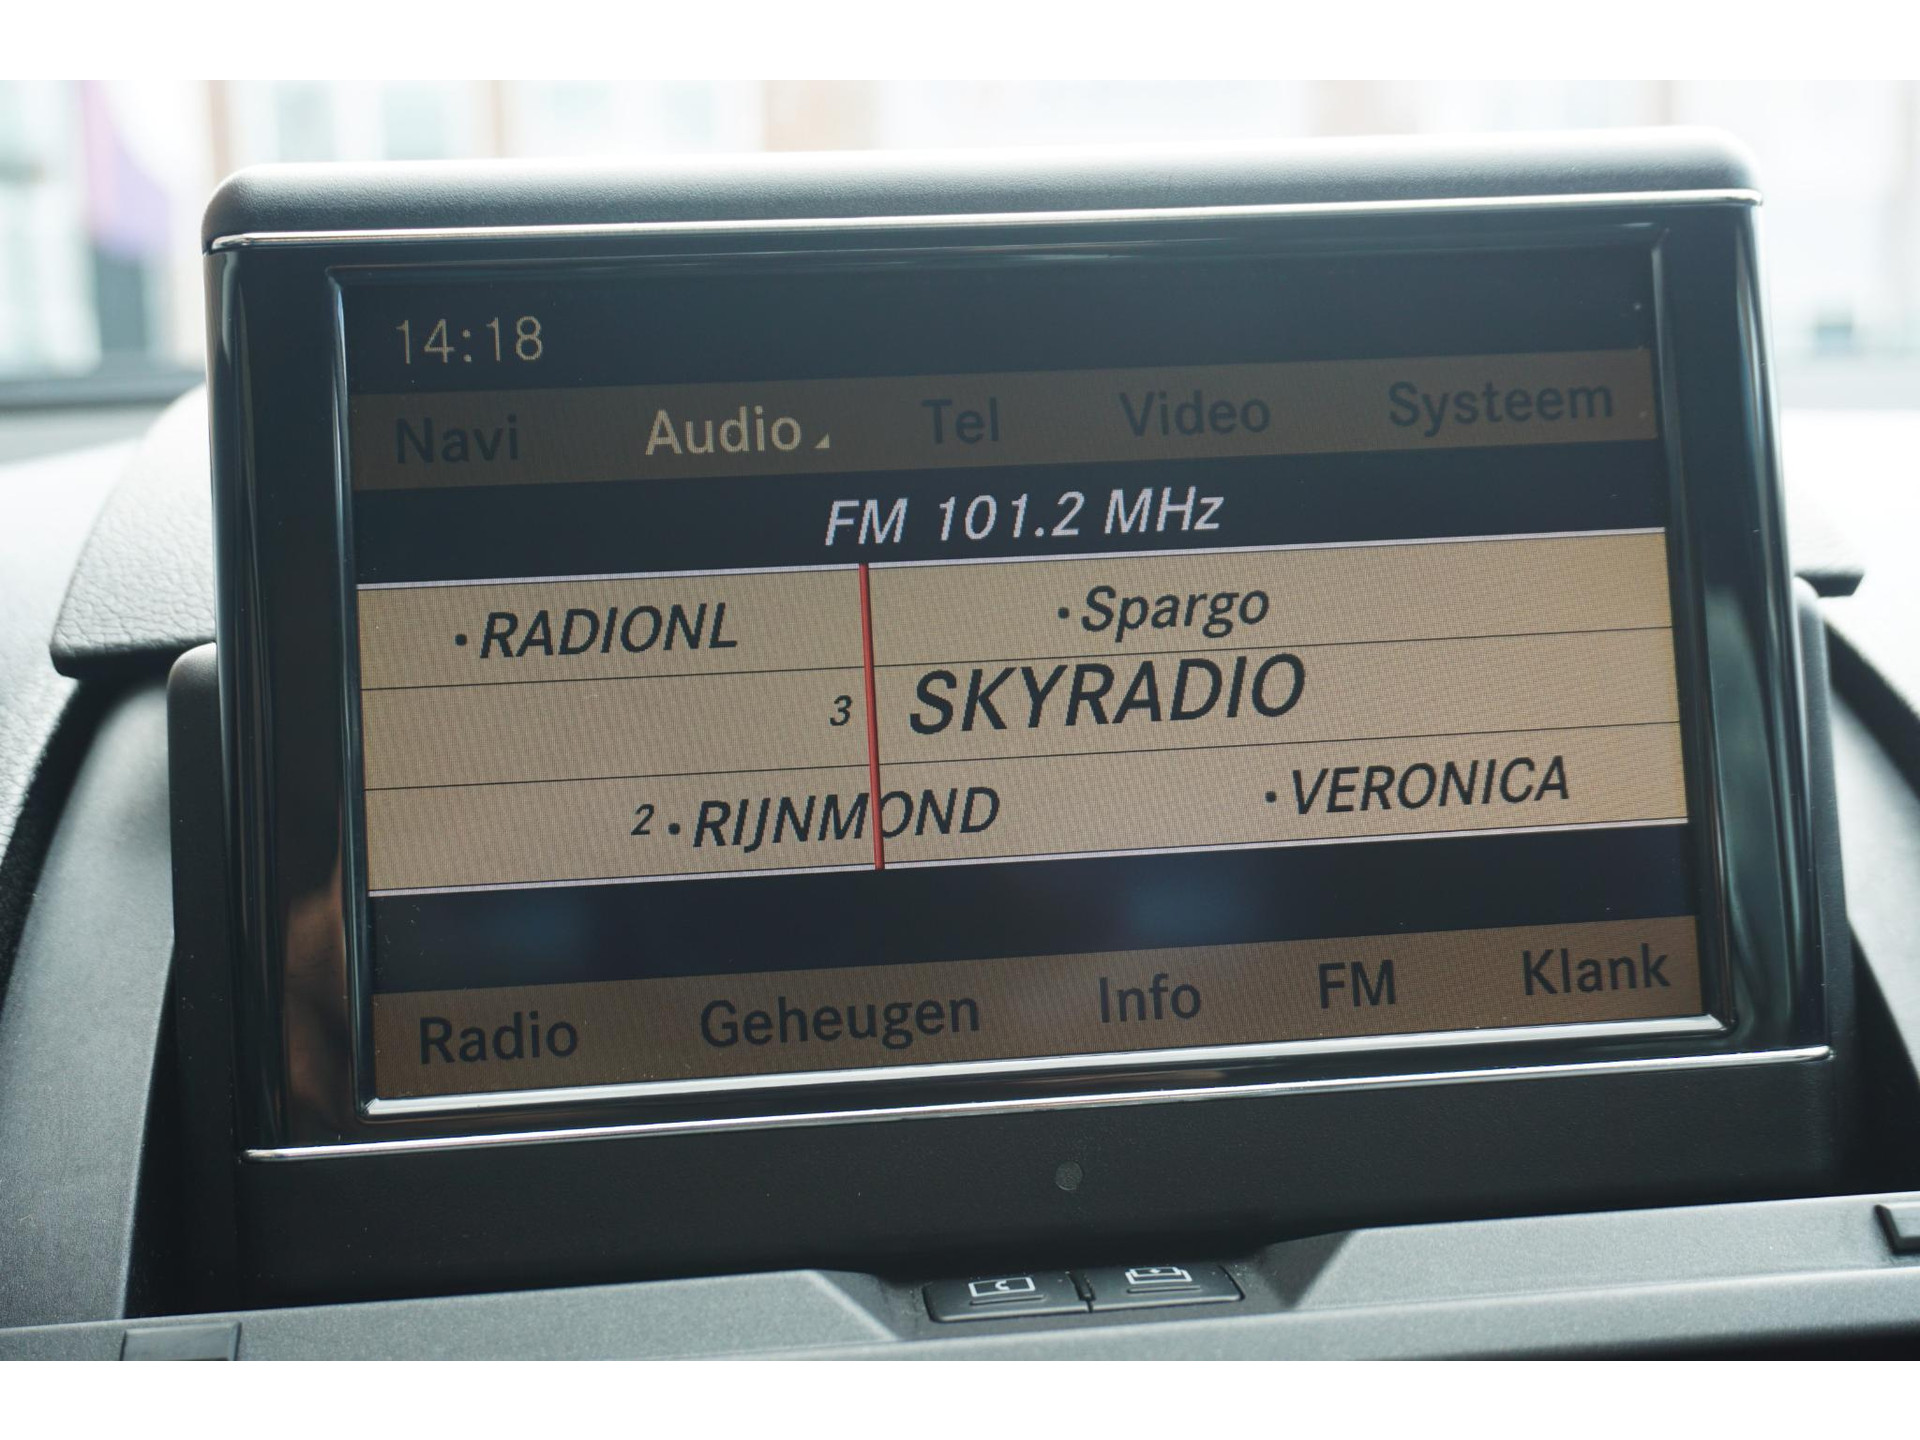 14:18
Navi Audio Tel Video Systeem
FM 101.2 MHz
·RADIONL ·Spargo
3 SKYRADIO
2 ·RIJNMOND ·VERONICA
Radio Geheugen Info FM Klank